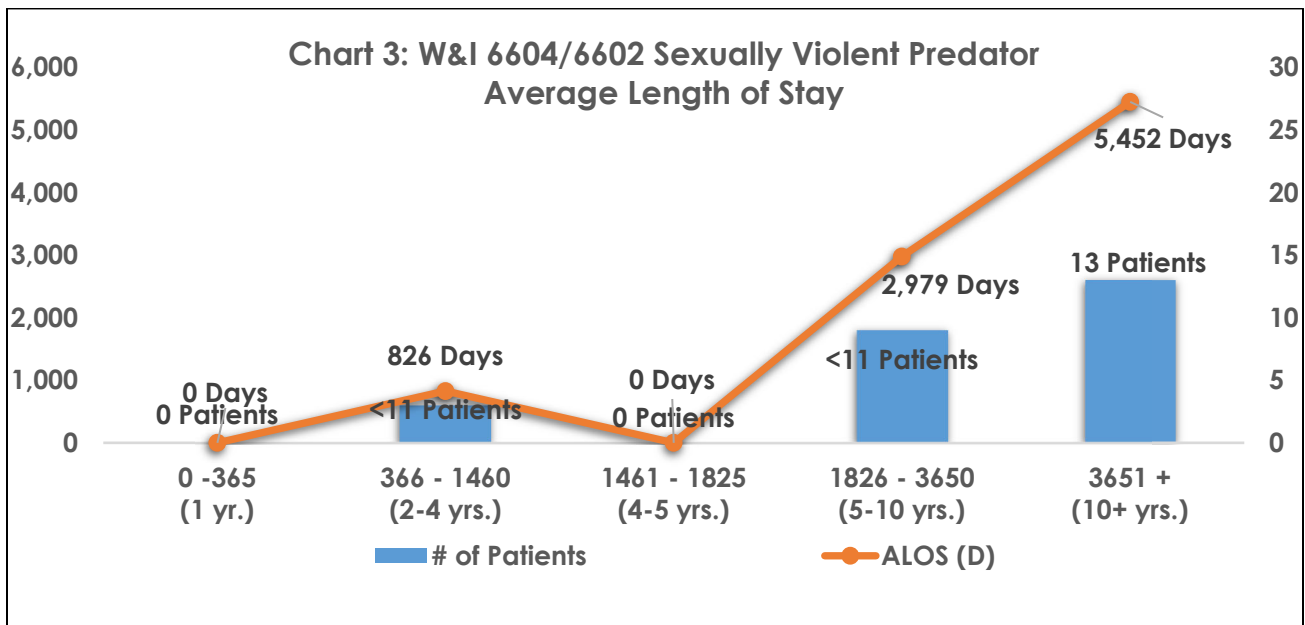 Chart 3: W&I 6604/6602 Sexually Violent Predator
Average Length of Stay
6,000
5,000
4,000
3,000
2,000
1,000
0
30
25
20
15
10
5
0
0 Days
0 Patients
826 Days
<11 Patients
0 Days
0 Patients
2,979 Days
<11 Patients
5,452 Days
13 Patients
0 -365
(1 yr.)
366 - 1460
(2-4 yrs.)
1461 - 1825
(4-5 yrs.)
1826 - 3650
(5-10 yrs.)
3651 +
(10+ yrs.)
# of Patients
ALOS (D)